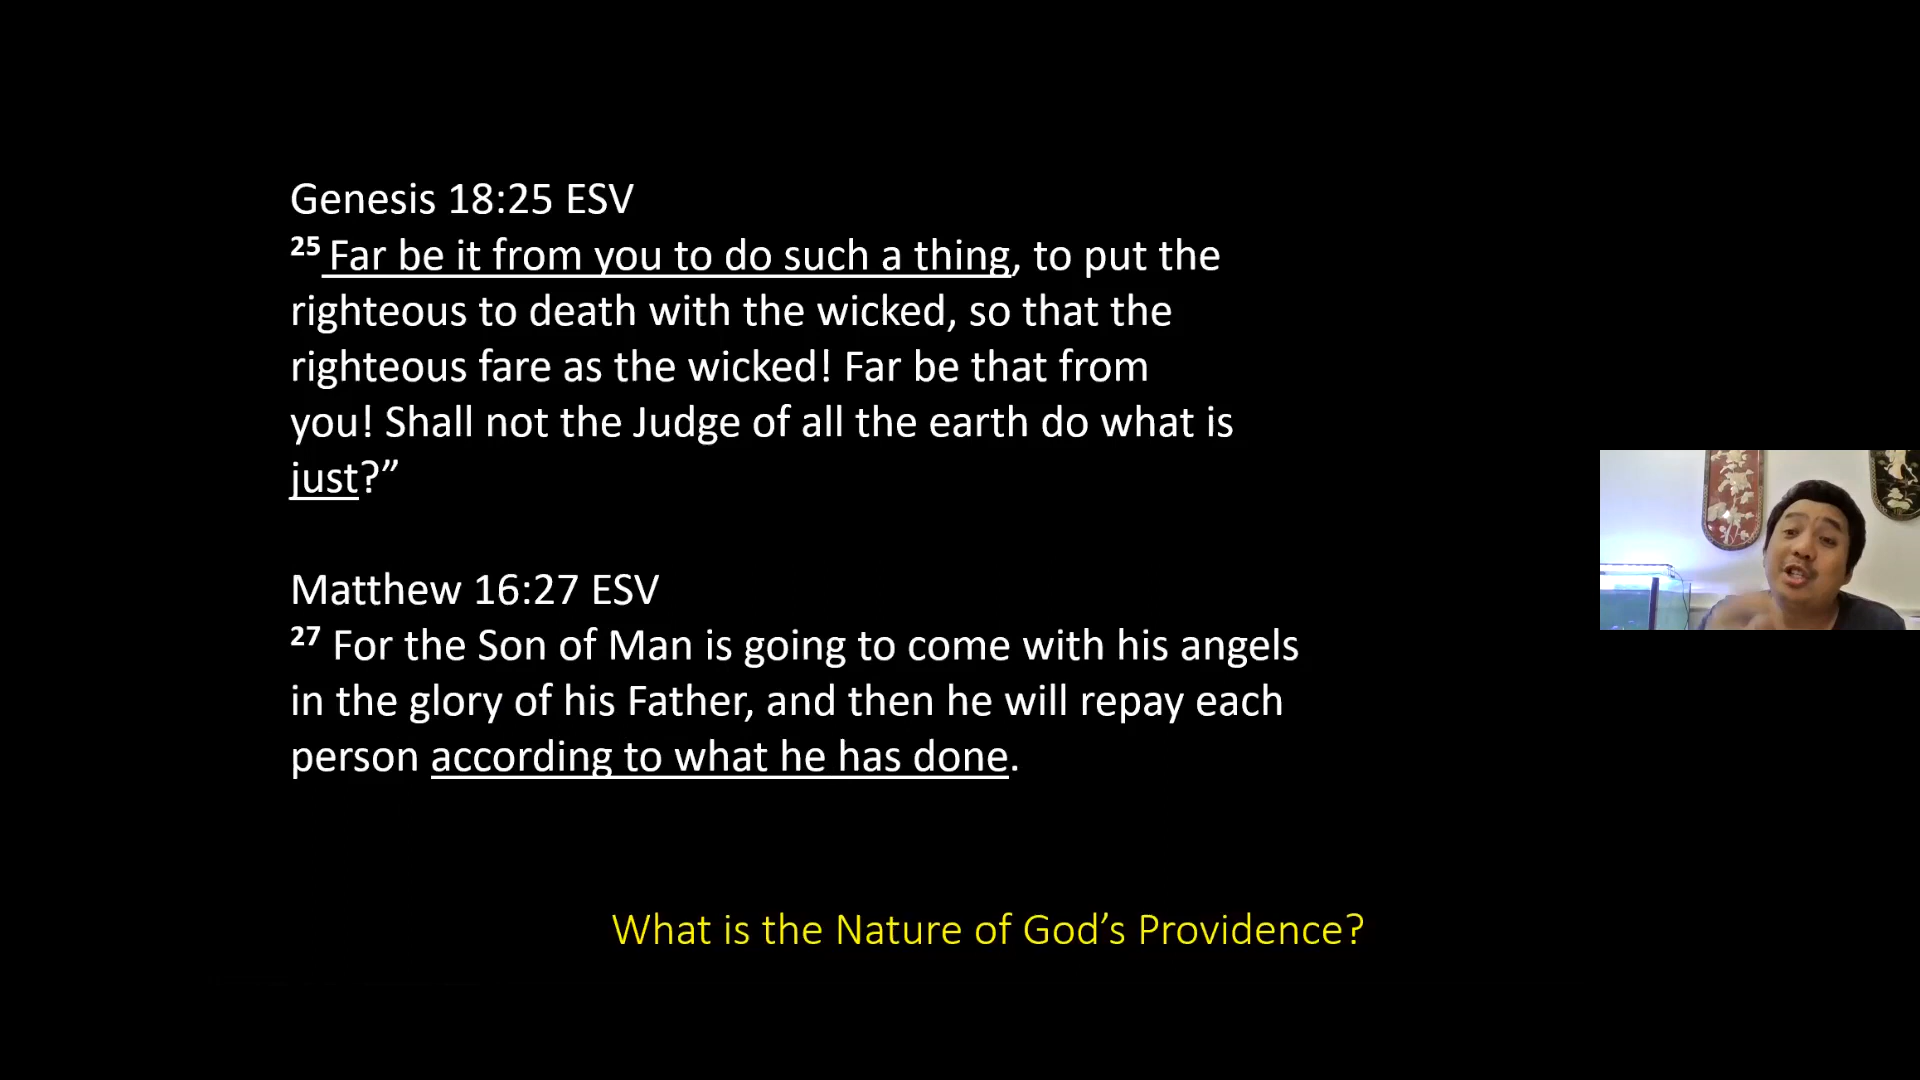 Genesis 18:25 ESV
25 Far be it from you to do such a thing, to put the
righteous to death with the wicked, so that the
righteous fare as the wicked! Far be that from
you! Shall not the Judge of all the earth do what is
just?”
Matthew 16:27 ESV
27 For the Son of Man is going to come with his angels
in the glory of his Father, and then he will repay each
person according to what he has done.
What is the Nature of God’s Providence?